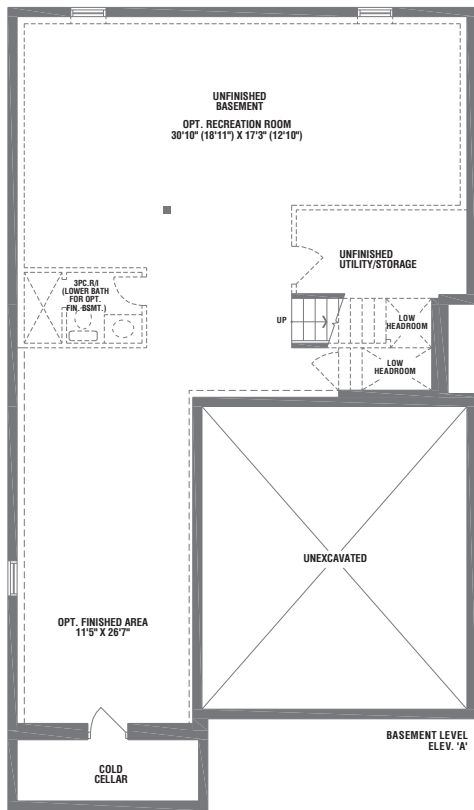 UNFINISHED
BASEMENT
OPT. RECREATION ROOM
30'10" (18'11") X 17'3" (12'10")
UNFINISHED
UTILITY/STORAGE
3PC.R/I
(LOWER BATH
FOR OPT.
FIN. BSMT.)
UP
LOW
HEADROOM
LOW
HEADROOM
UNEXCAVATED
OPT. FINISHED AREA
11'5" X 26'7"
BASEMENT LEVEL
ELEV. 'A'
COLD
CELLAR